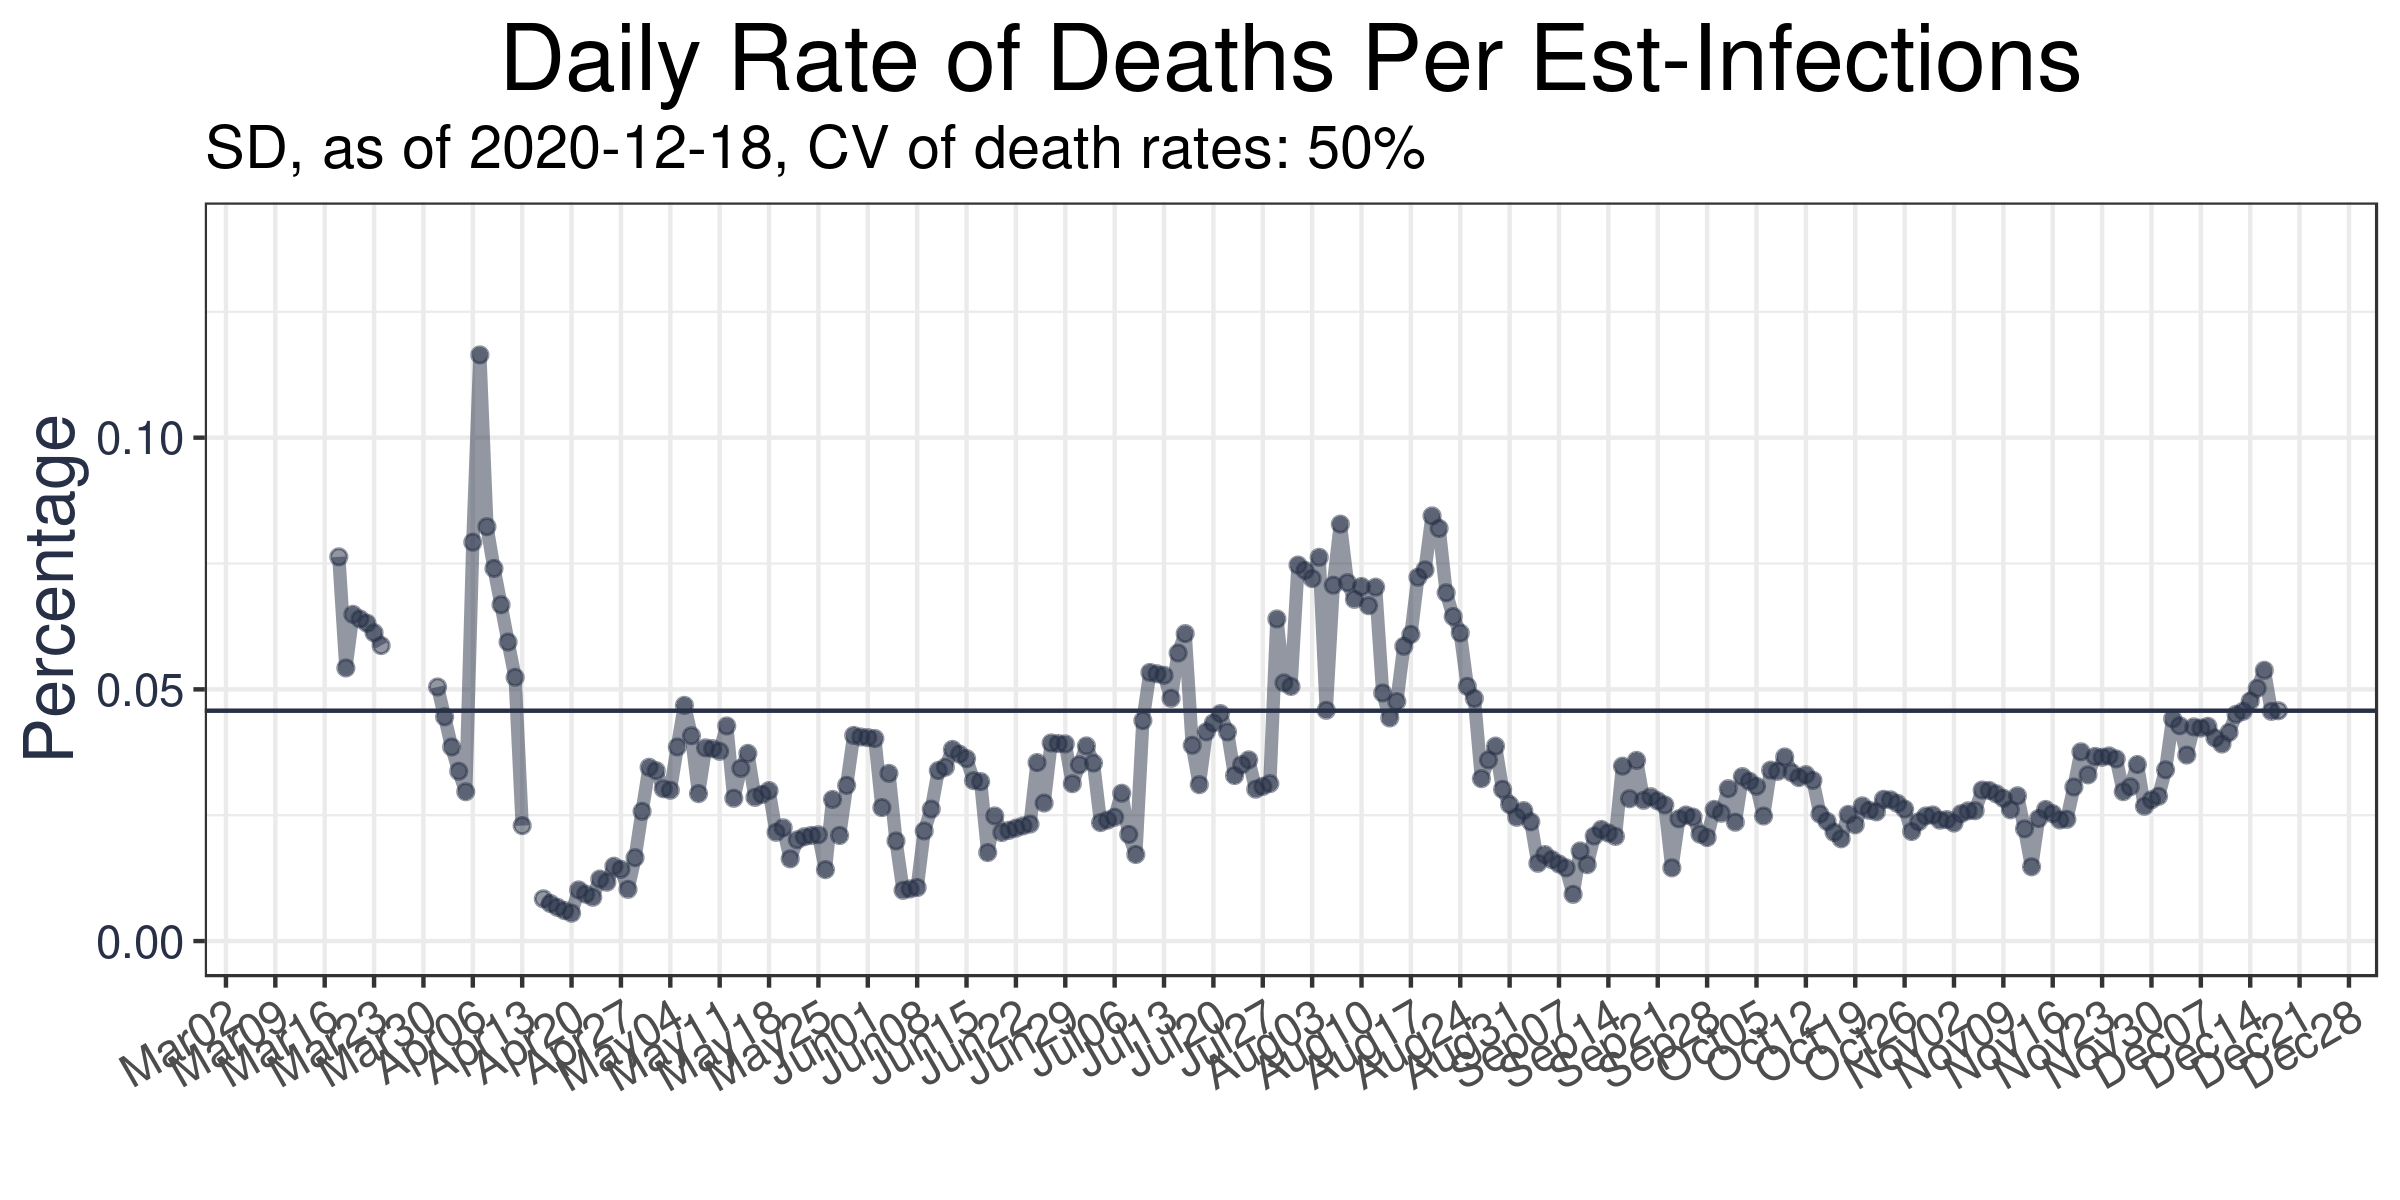 Daily Rate of Deaths Per Est-Infections
SD, as of 2020-12-18, CV of death rates: 50%
Percentage
0.10
0.05
0.00
Mar02
Mar09
Mar16
Mar23
Mar30
Apr06
Apr13
Apr20
Apr27
May04
May11
May18
May25
Jun01
Jun08
Jun15
Jun22
Jun29
Jul06
Jul13
Jul20
Jul27
Aug03
Aug10
Aug17
Aug24
Aug31
Sep07
Sep14
Sep21
Sep28
Oct05
Oct12
Oct19
Oct26
Nov02
Nov09
Nov16
Nov23
Nov30
Dec07
Dec14
Dec21
Dec28